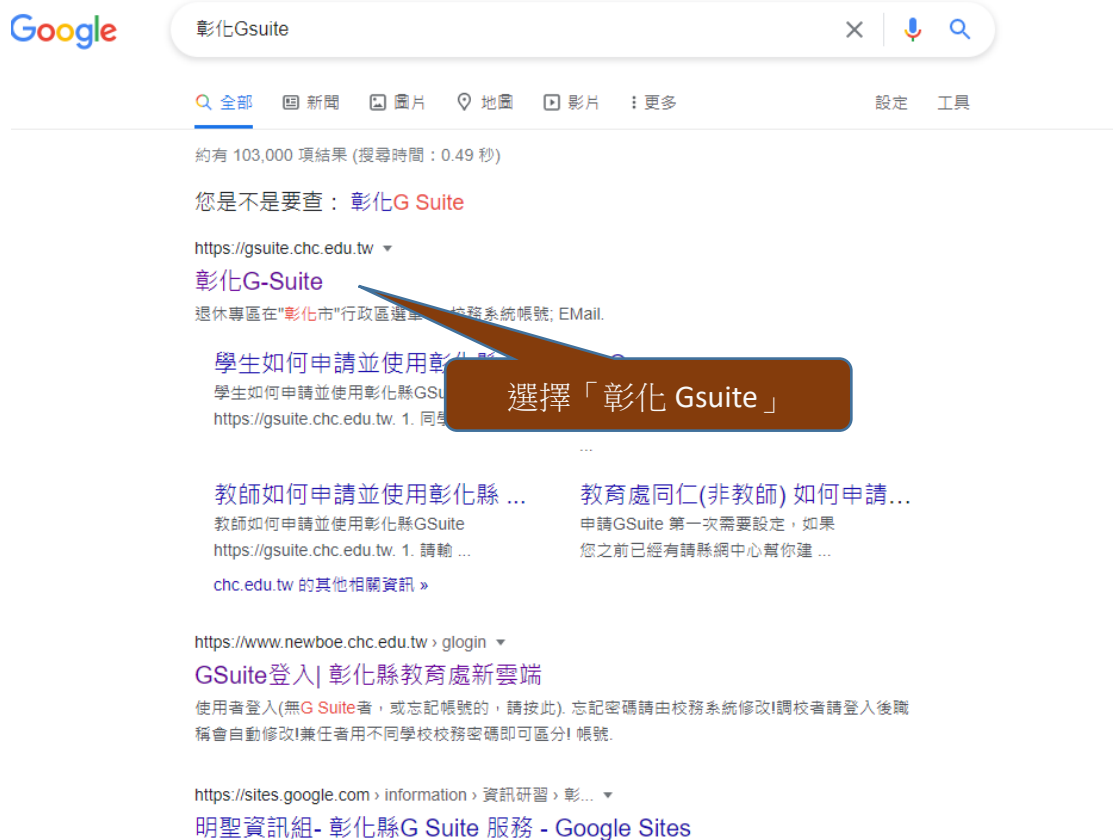 Google
彰化Gsuite
全部 新聞 圖片 地圖 影片 更多 設定 工具
約有 103,000 項結果 (搜尋時間：0.49 秒)
您是不是要查： 彰化G Suite
https://gsuite.chc.edu.tw
彰化G-Suite
退休專區在"彰化市"行政區選單 校務系統帳號; EMail.
學生如何申請並使用彰化縣
學生如何申請並使用彰化縣GSu
https://gsuite.chc.edu.tw. 1. 同學
選擇「彰化 Gsuite」
...
教師如何申請並使用彰化縣 ...
教師如何申請並使用彰化縣GSuite
https://gsuite.chc.edu.tw. 1. 請輸 ...
教育處同仁(非教師) 如何申請...
申請GSuite 第一次需要設定，如果
您之前已經有請縣網中心幫你建 ...
chc.edu.tw 的其他相關資訊 »
https://www.newboe.chc.edu.tw › glogin
GSuite登入| 彰化縣教育處新雲端
使用者登入(無G Suite者，或忘記帳號的，請按此). 忘記密碼請由校務系統修改!調校者請登入後職
稱會自動修改!兼任者用不同學校校務密碼即可區分! 帳號.
https://sites.google.com › information › 資訊研習 › 彰...
明聖資訊組- 彰化縣G Suite 服務 - Google Sites